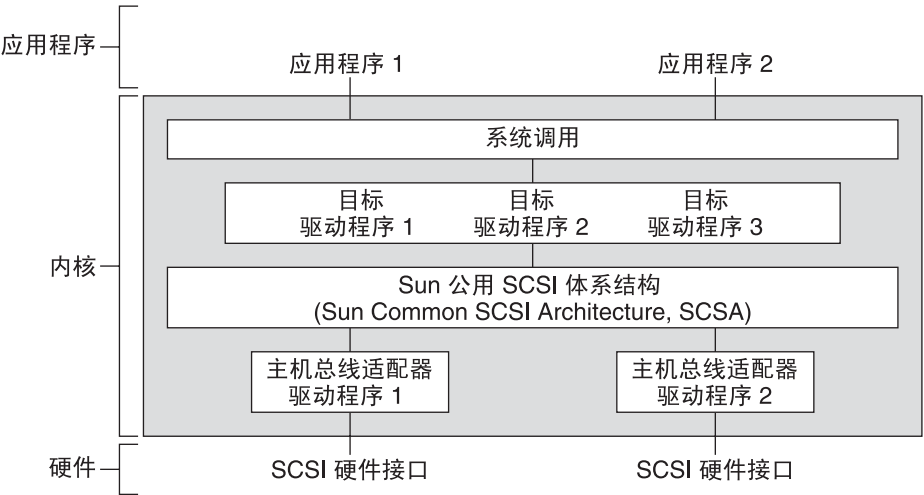 应用程序
应用程序 1
应用程序 2
系统调用
目标
驱动程序 1
目标
驱动程序 2
目标
驱动程序 3
内核
Sun 公用 SCSI 体系结构
(Sun Common SCSI Architecture, SCSA)
主机总线适配器
驱动程序 1
主机总线适配器
驱动程序 2
硬件
SCSI 硬件接口
SCSI 硬件接口